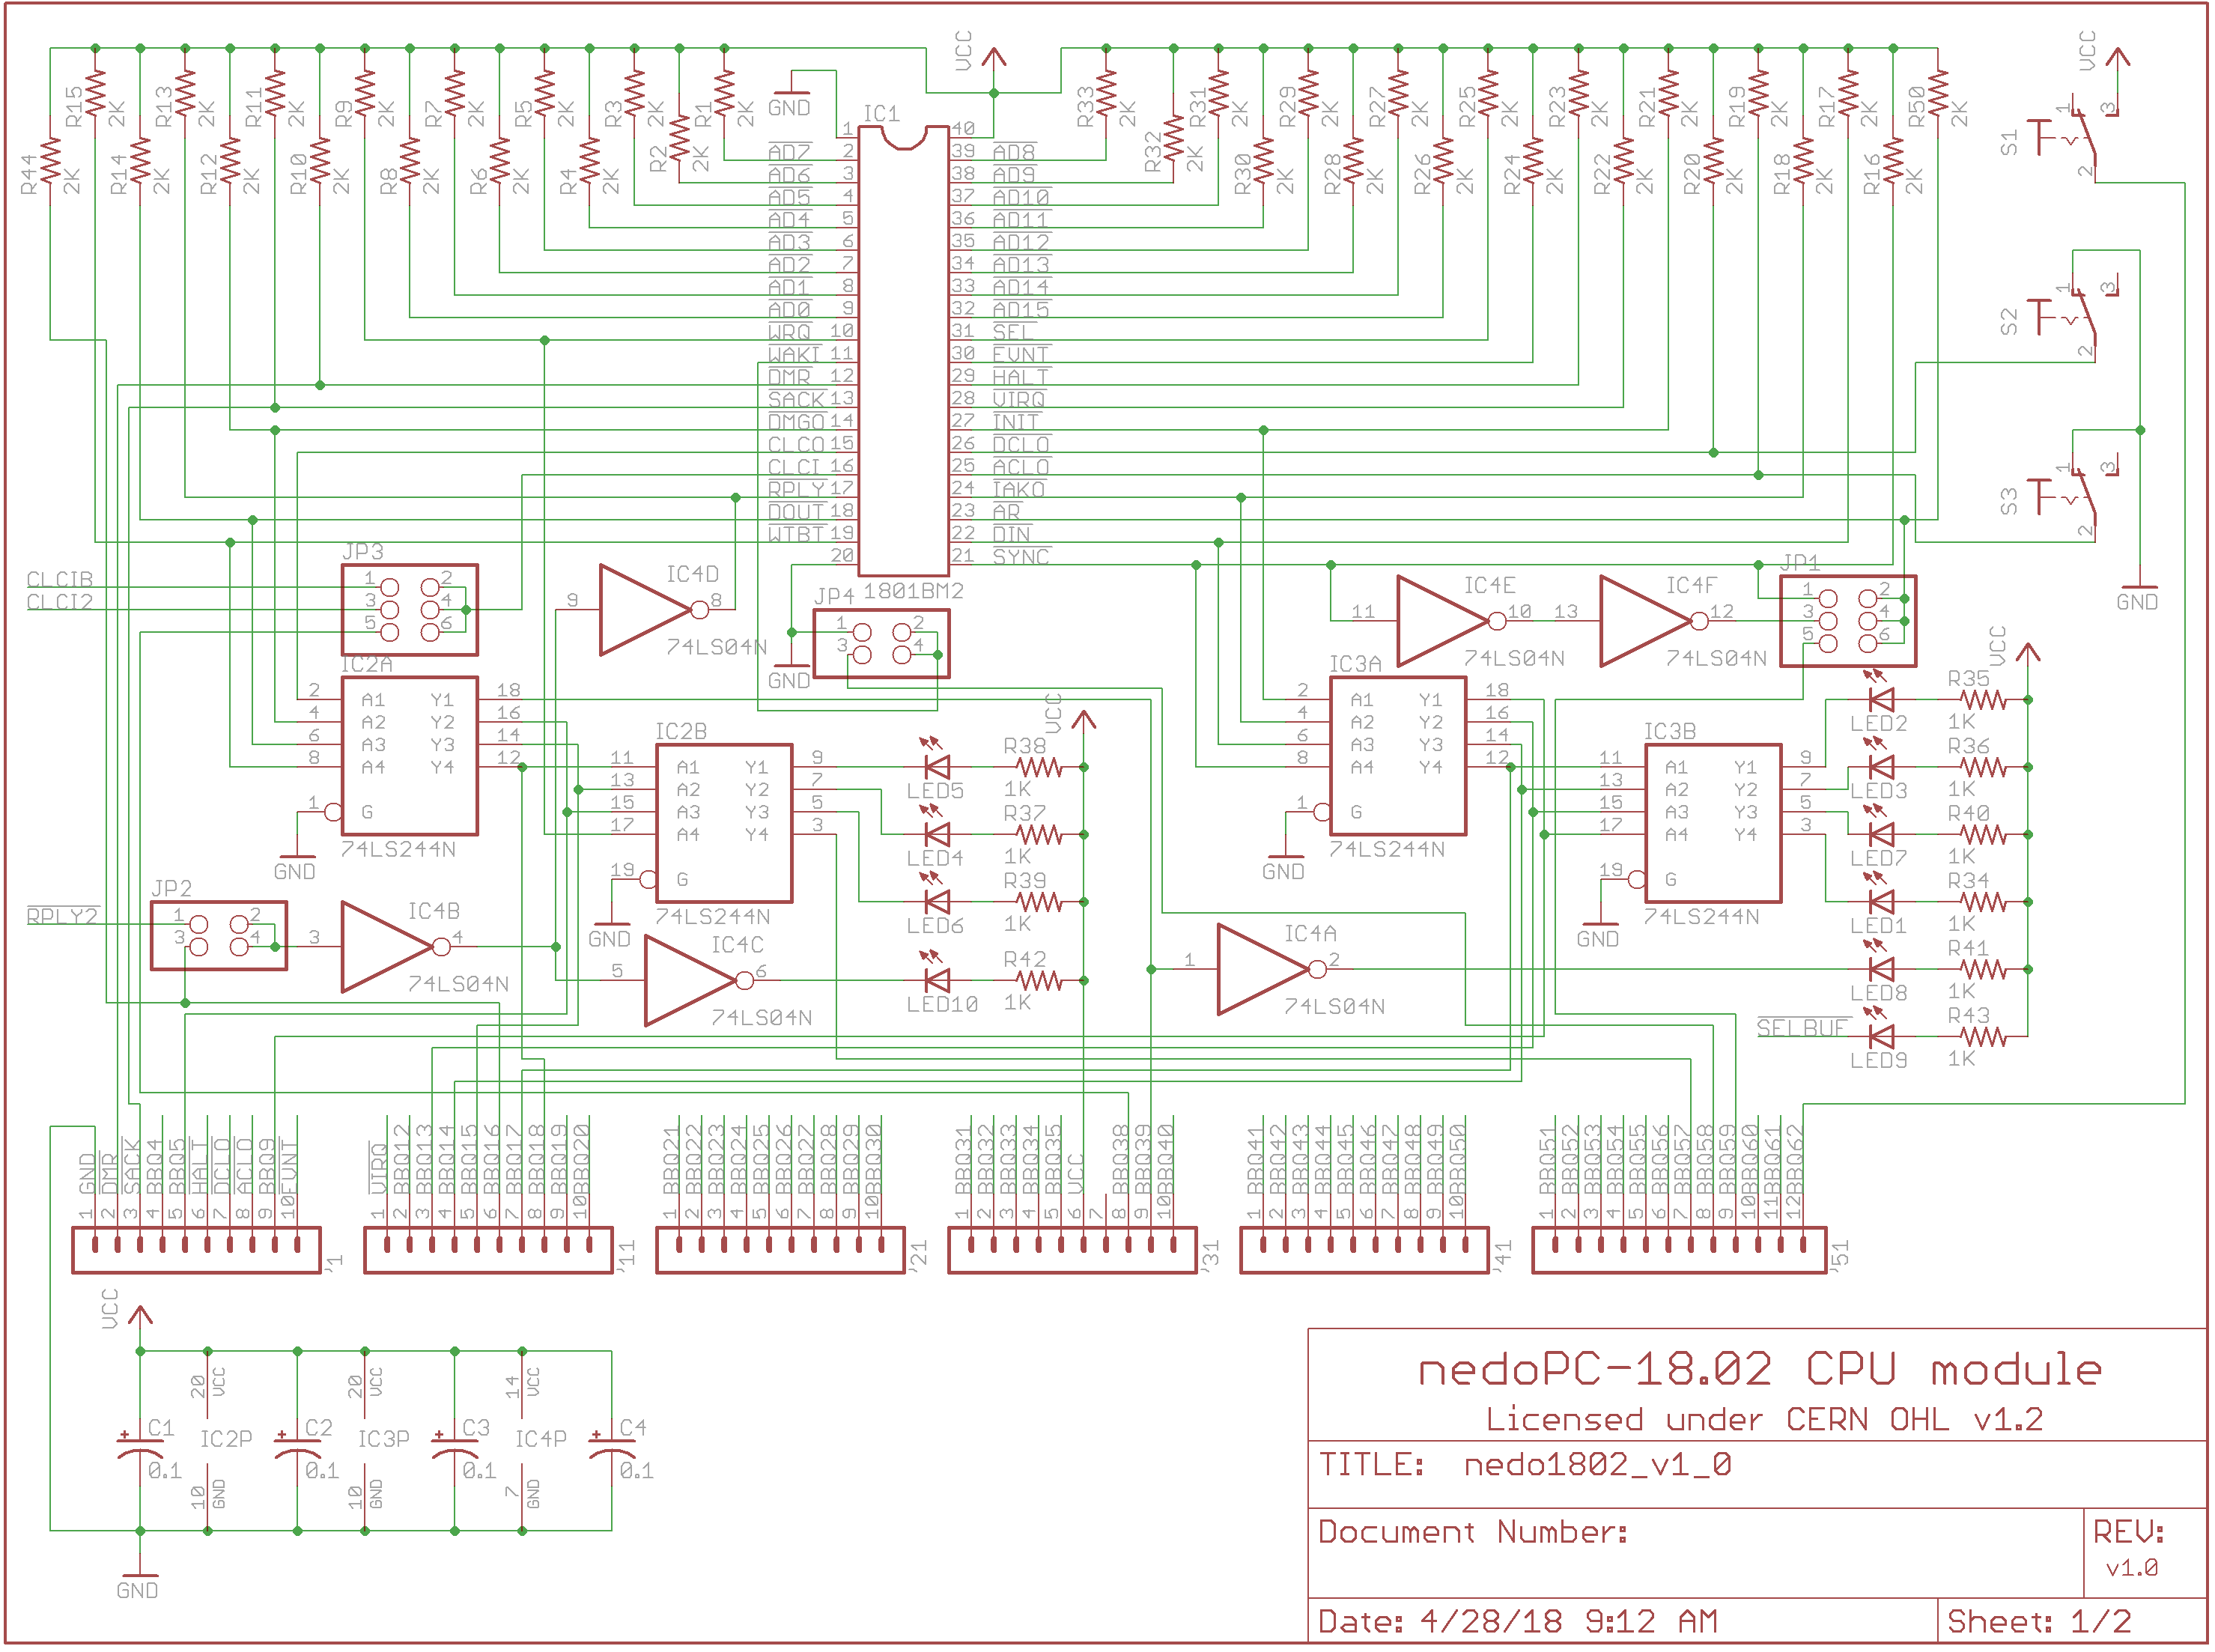 VCC
VCC
R15 2K
R13 2K
R11 2K
R9 2K
R7 2K
R5 2K
R3 2K
R1 2K
R44 2K
R14 2K
R12 2K
R10 2K
R8 2K
R6 2K
R4 2K
R2 2K
GND
R33 2K
R31 2K
R29 2K
R27 2K
R25 2K
R23 2K
R21 2K
R19 2K
R17 2K
R50 2K
R32 2K
R30 2K
R28 2K
R26 2K
R24 2K
R22 2K
R20 2K
R18 2K
R16 2K
IC1
1 40
AD7 2 39 AD8
AD6 3 38 AD9
AD5 4 37 AD10
AD4 5 36 AD11
AD3 6 35 AD12
AD2 7 34 AD13
AD1 8 33 AD14
AD0 9 32 AD15
WRQ 10 31 SEL
WAKI 11 30 EVNT
DMR 12 29 HALT
SACK 13 28 VIRQ
DMGO 14 27 INIT
CLCO 15 26 DCLO
CLCI 16 25 ACLO
RPLY 17 24 IAKO
DOUT 18 23 AR
WTBT 19 22 DIN
20 21 SYNC
1801BM2
S1 1 3 2
S2 1 3 2
S3 1 3 2
GND
JP3
CLCIB 1 2
CLCI2 3 4
5 6
IC4D
9 8
74LS04N
JP4
1 2
3 4
GND
IC4E
11 10
74LS04N
IC4F
13 12
74LS04N
JP1
1 2
3 4
5 6
IC2A
2 A1 Y1 18
4 A2 Y2 16
6 A3 Y3 14
8 A4 Y4 12
1 G
74LS244N
GND
IC2B
11 A1 Y1 9
13 A2 Y2 7
15 A3 Y3 5
17 A4 Y4 3
19 G
74LS244N
GND
VCC
LED5 R38 1K
LED4 R37 1K
LED6 R39 1K
LED10 R42 1K
IC3A
2 A1 Y1 18
4 A2 Y2 16
6 A3 Y3 14
8 A4 Y4 12
1 G
74LS244N
GND
IC3B
11 A1 Y1 9
13 A2 Y2 7
15 A3 Y3 5
17 A4 Y4 3
19 G
74LS244N
GND
VCC
LED2 R35 1K
LED3 R36 1K
LED7 R40 1K
LED1 R34 1K
LED8 R41 1K
SELBUF LED9 R43 1K
JP2
RPLY2 1 2
3 4
IC4B
3 4
74LS04N
IC4C
5 6
74LS04N
IC4A
1 2
74LS04N
GND DMR SACK BBQ4 BBQ5 HALT DCLO ACLO BBQ9 EVNT
1 2 3 4 5 6 7 8 9 10
J1
VIRQ BBQ12 BBQ13 BBQ14 BBQ15 BBQ16 BBQ17 BBQ18 BBQ19 BBQ20
1 2 3 4 5 6 7 8 9 10
J11
BBQ21 BBQ22 BBQ23 BBQ24 BBQ25 BBQ26 BBQ27 BBQ28 BBQ29 BBQ30
1 2 3 4 5 6 7 8 9 10
J21
BBQ31 BBQ32 BBQ33 BBQ34 BBQ35 VCC BBQ38 BBQ39 BBQ40
1 2 3 4 5 6 7 8 9 10
J31
BBQ41 BBQ42 BBQ43 BBQ44 BBQ45 BBQ46 BBQ47 BBQ48 BBQ49 BBQ50
1 2 3 4 5 6 7 8 9 10
J41
BBQ51 BBQ52 BBQ53 BBQ54 BBQ55 BBQ56 BBQ57 BBQ58 BBQ59 BBQ60 BBQ61 BBQ62
1 2 3 4 5 6 7 8 9 10 11 12
J51
VCC
20 VCC 20 VCC 14 VCC
+ C1 IC2P + C2 IC3P + C3 IC4P + C4
0.1 0.1 0.1 0.1
10 GND 10 GND 7 GND
GND
nedoPC-18.02 CPU module
Licensed under CERN OHL v1.2
TITLE: nedo1802_v1_0
Document Number:
REV:
v1.0
Date: 4/28/18 9:12 AM
Sheet: 1/2